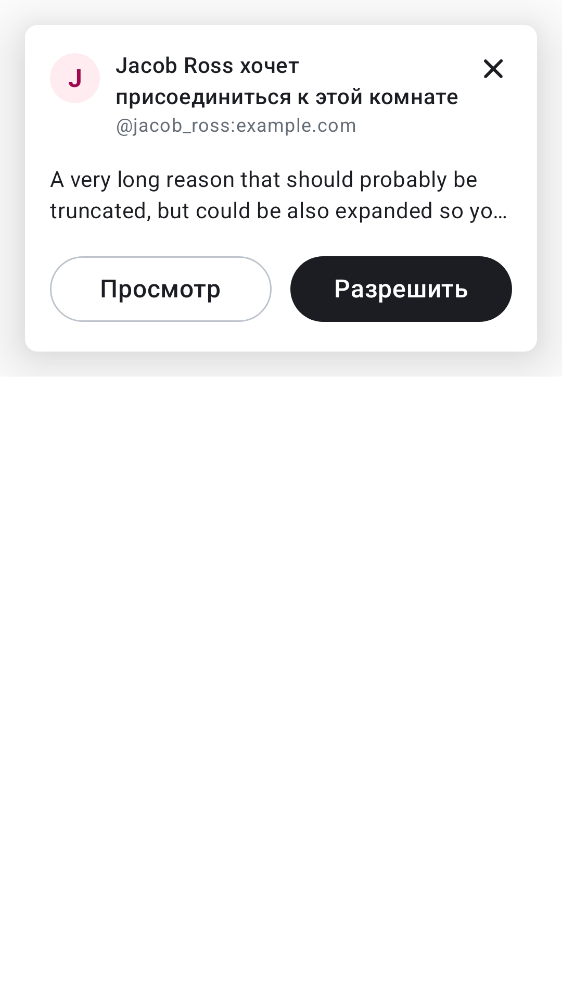 J
Jacob Ross хочет
присоединиться к этой комнате
@jacob_ross:example.com
A very long reason that should probably be
truncated, but could be also expanded so yo…
Просмотр
Разрешить